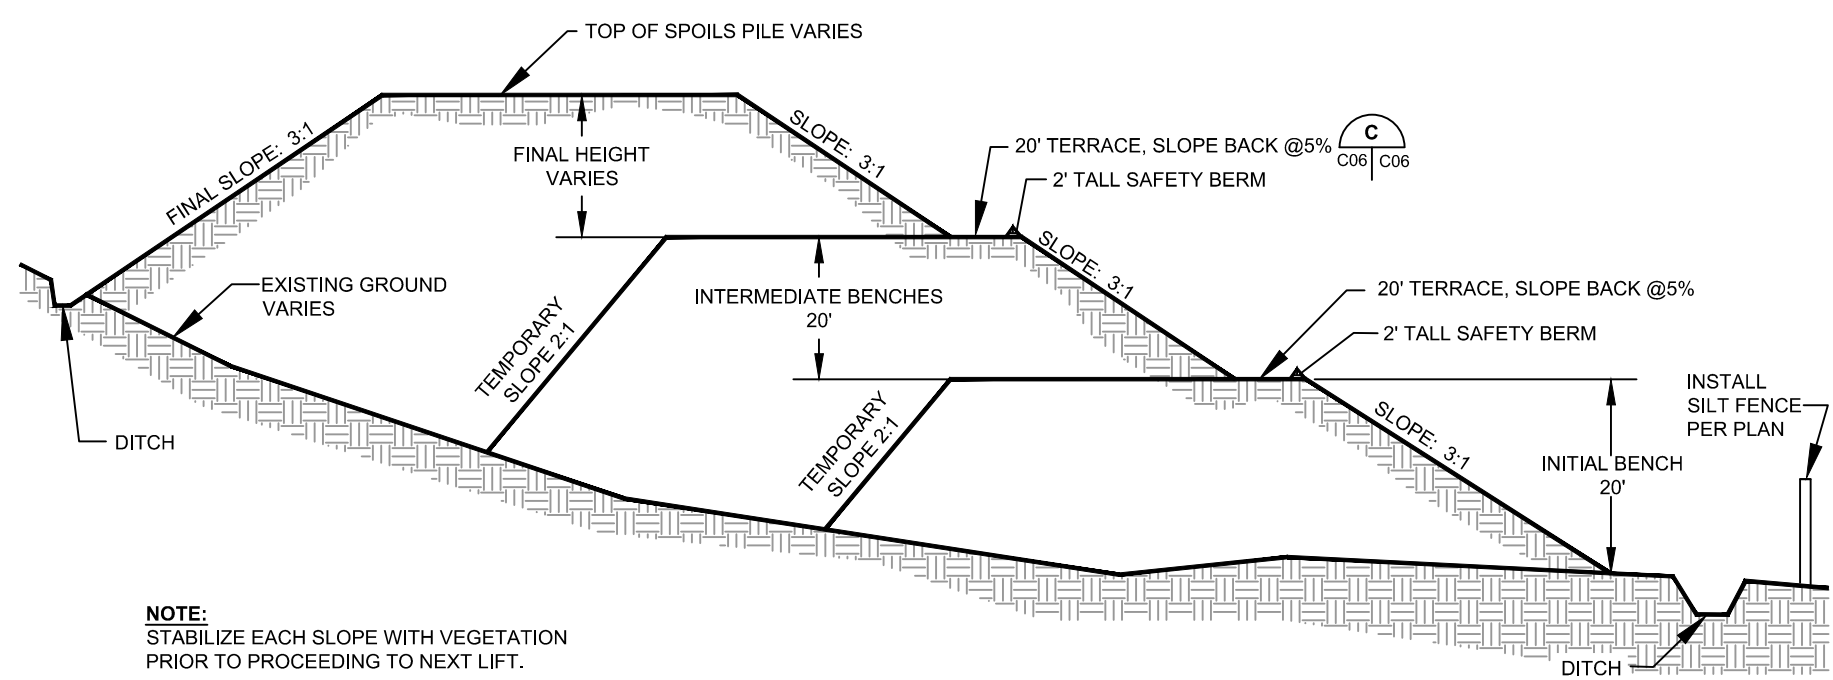 TOP OF SPOILS PILE VARIES
FINAL SLOPE: 3:1
SLOPE: 3:1
FINAL HEIGHT
VARIES
20' TERRACE, SLOPE BACK @5%
C
C06 C06
2' TALL SAFETY BERM
SLOPE: 3:1
EXISTING GROUND
VARIES
INTERMEDIATE BENCHES
20'
20' TERRACE, SLOPE BACK @5%
2' TALL SAFETY BERM
TEMPORARY
SLOPE 2:1
TEMPORARY
SLOPE 2:1
SLOPE: 3:1
INSTALL
SILT FENCE
PER PLAN
DITCH
INITIAL BENCH
20'
NOTE:
STABILIZE EACH SLOPE WITH VEGETATION
PRIOR TO PROCEEDING TO NEXT LIFT.
DITCH